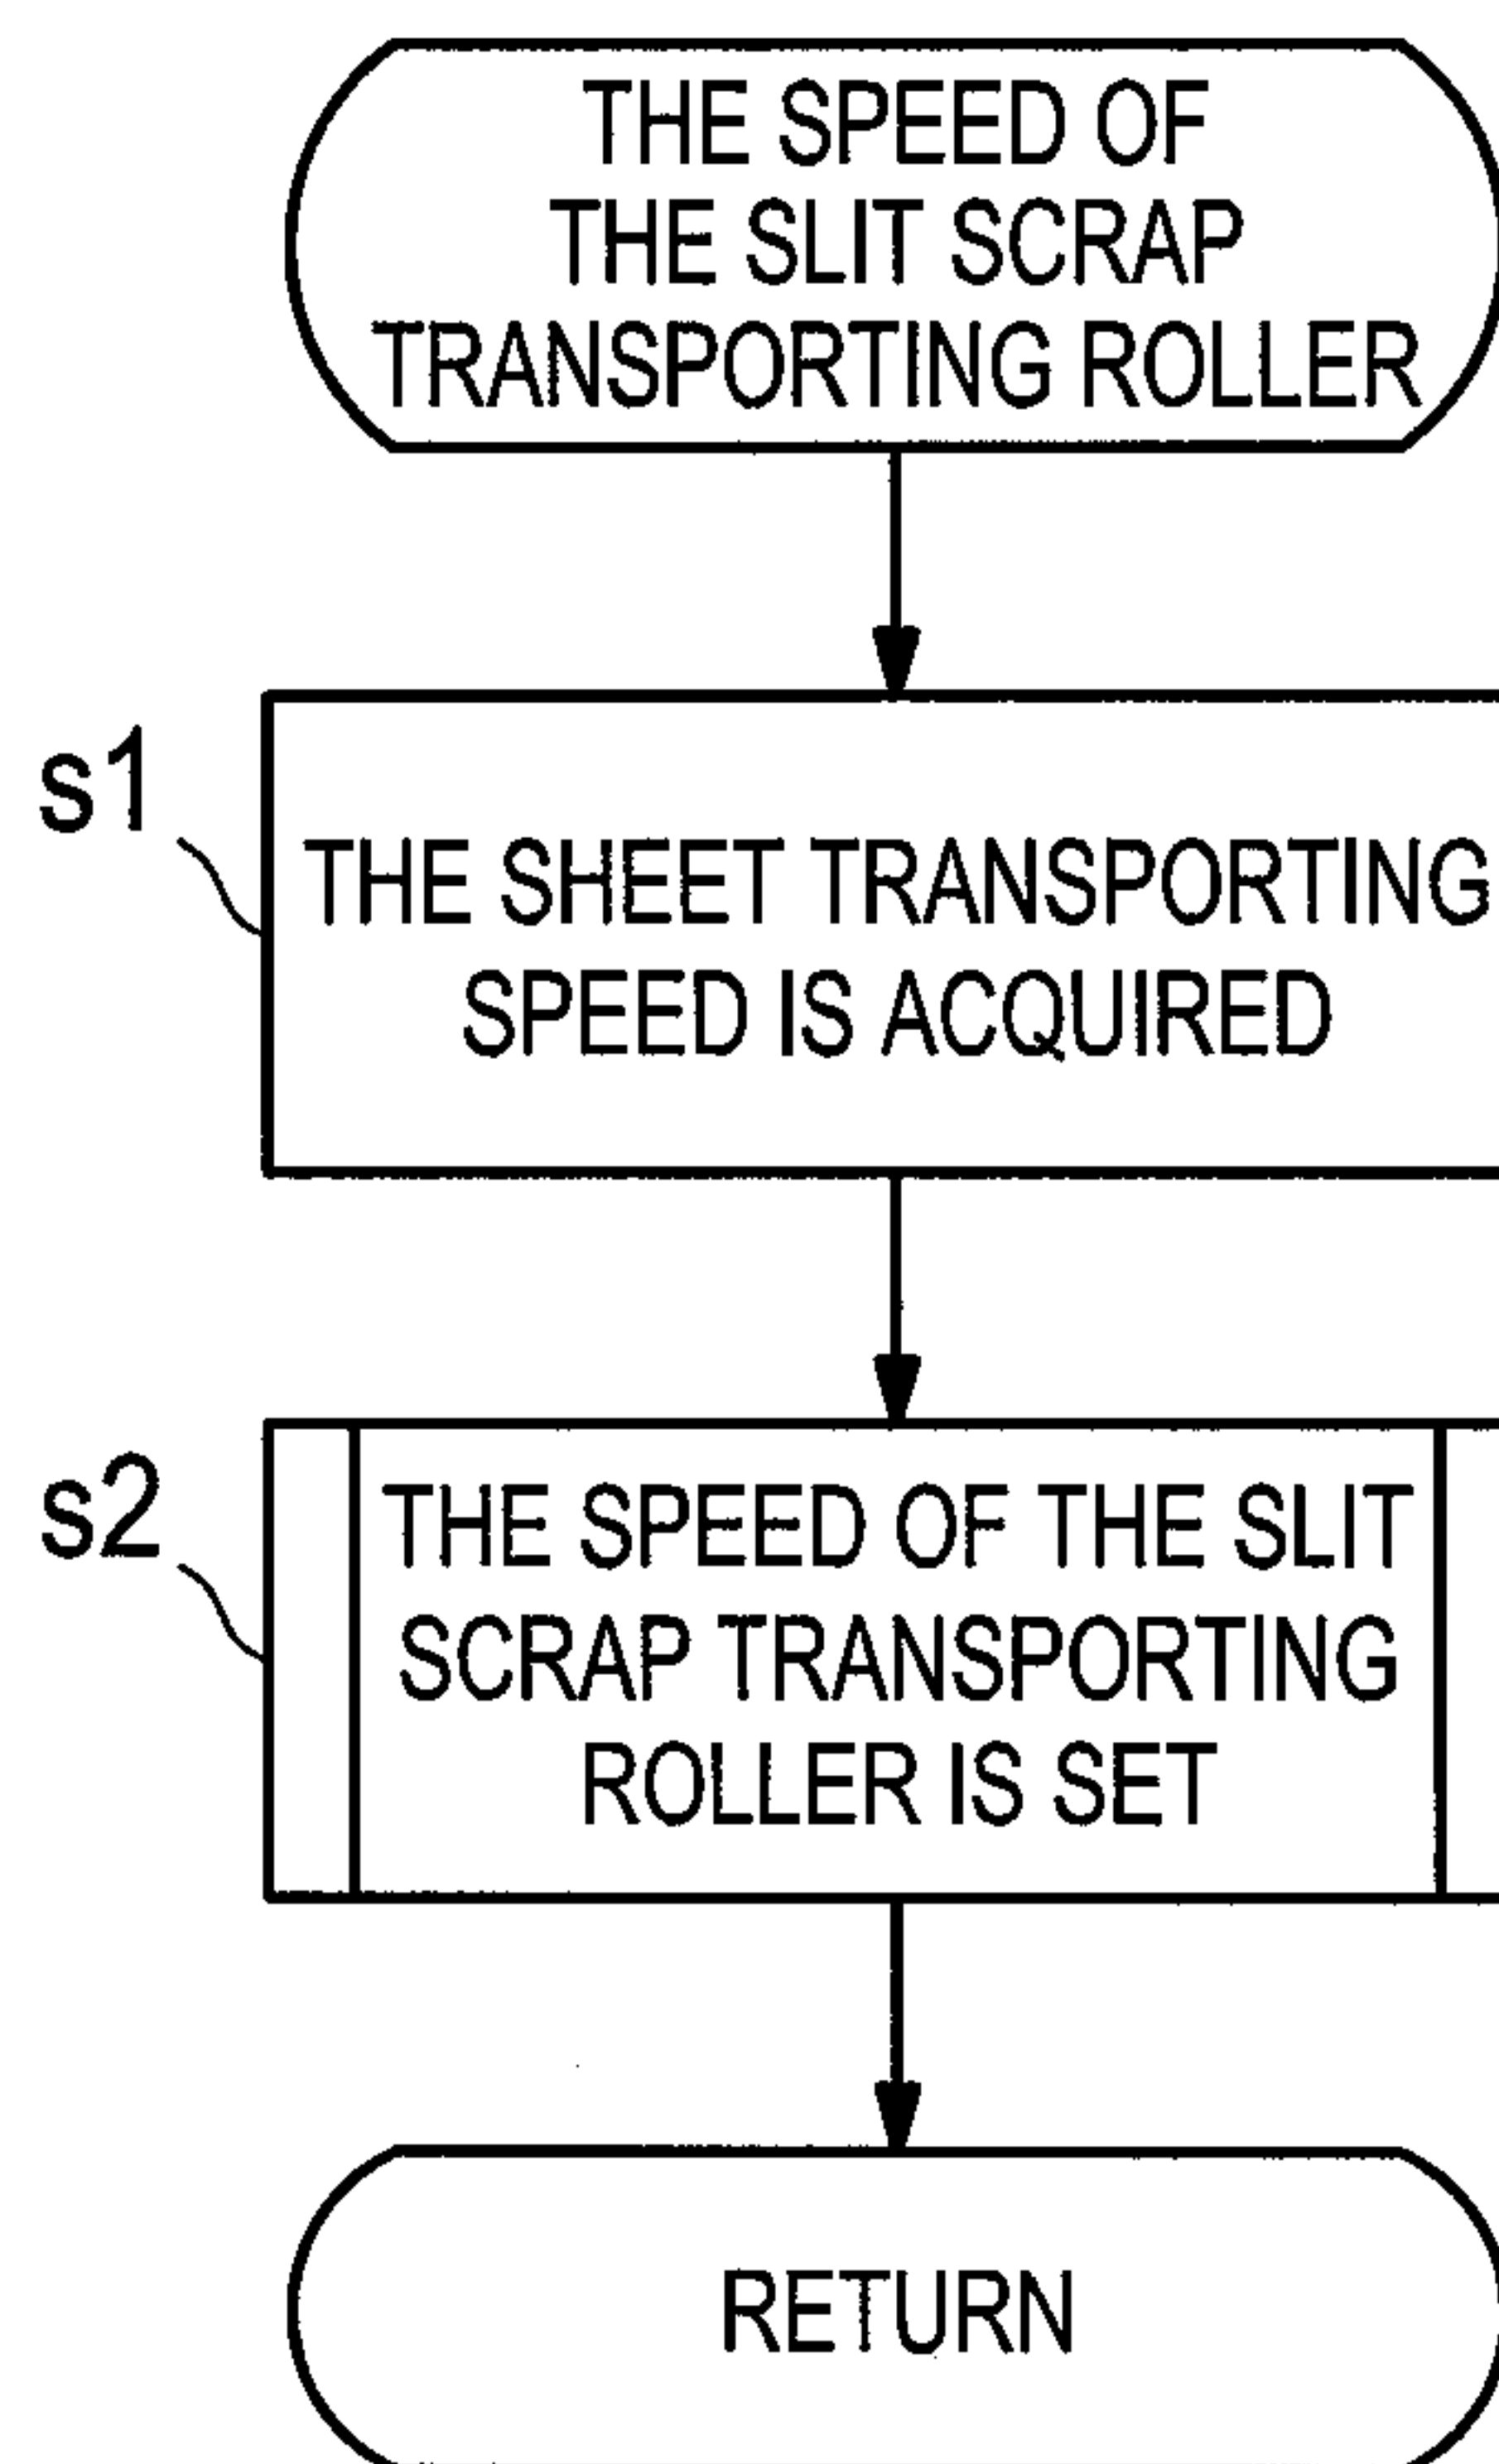 THE SPEED OF
THE SLIT SCRAP
TRANSPORTING ROLLER
s1
THE SHEET TRANSPORTING
SPEED IS ACQUIRED
s2
THE SPEED OF THE SLIT
SCRAP TRANSPORTING
ROLLER IS SET
RETURN